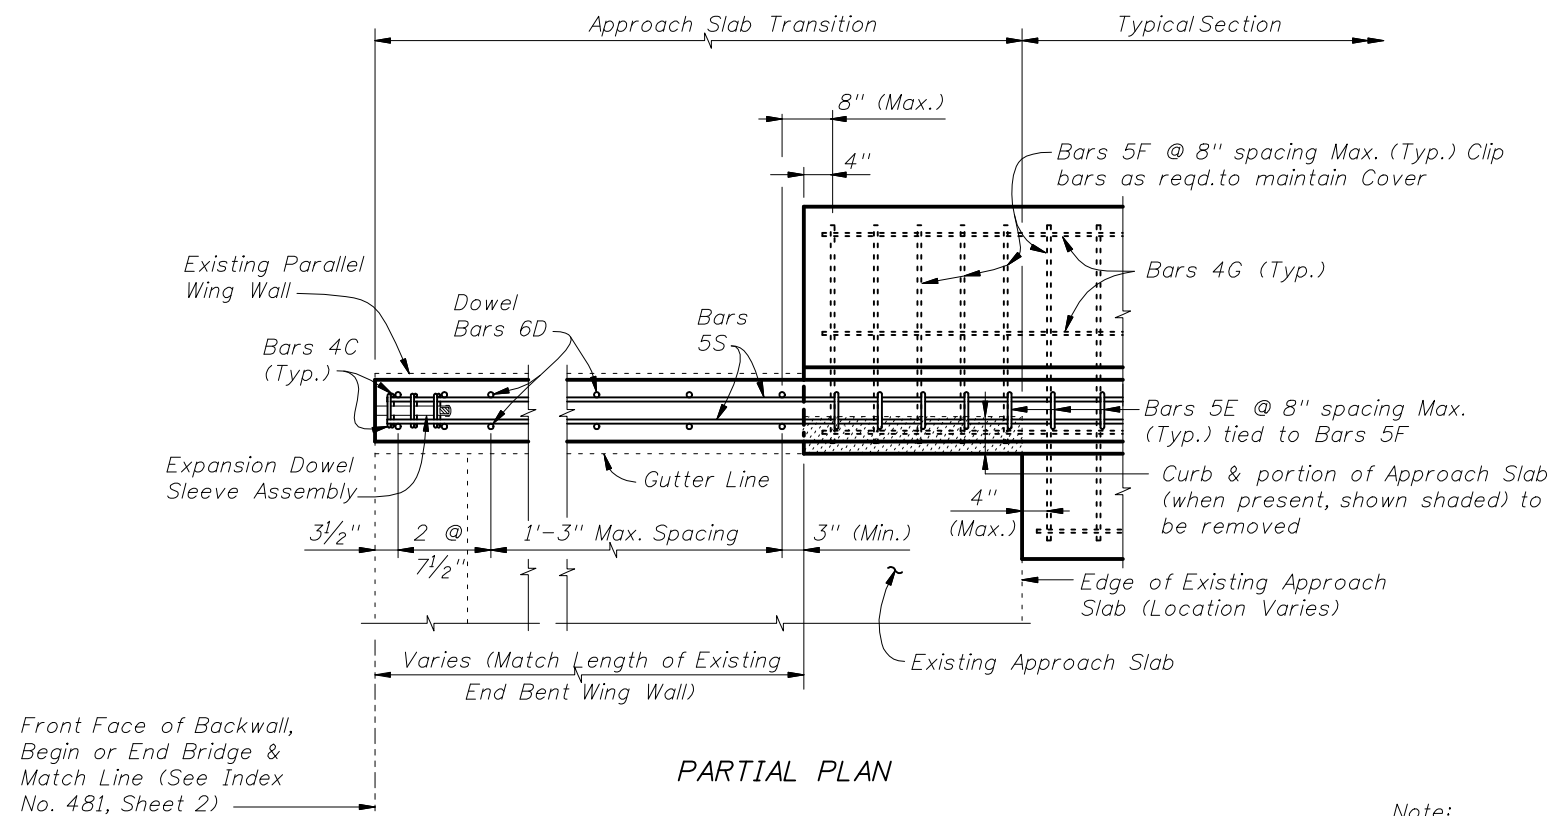 Approach Slab Transition
Typical Section
8" (Max.)
4"
Bars 5F @ 8" spacing Max. (Typ.) Clip
bars as reqd. to maintain Cover
Existing Parallel
Wing Wall
Bars 4G (Typ.)
Dowel
Bars 6D
Bars
5S
Bars 4C
(Typ.)
Bars 5E @ 8" spacing Max.
(Typ.) tied to Bars 5F
Expansion Dowel
Sleeve Assembly
Gutter Line
Curb & portion of Approach Slab
(when present, shown shaded) to
be removed
4"
(Max.)
3½"
2 @
7½"
1'-3" Max. Spacing
3" (Min.)
Edge of Existing Approach
Slab (Location Varies)
Existing Approach Slab
Varies (Match Length of Existing
End Bent Wing Wall)
Front Face of Backwall,
Begin or End Bridge &
Match Line (See Index
No. 481, Sheet 2)
PARTIAL PLAN
Note: